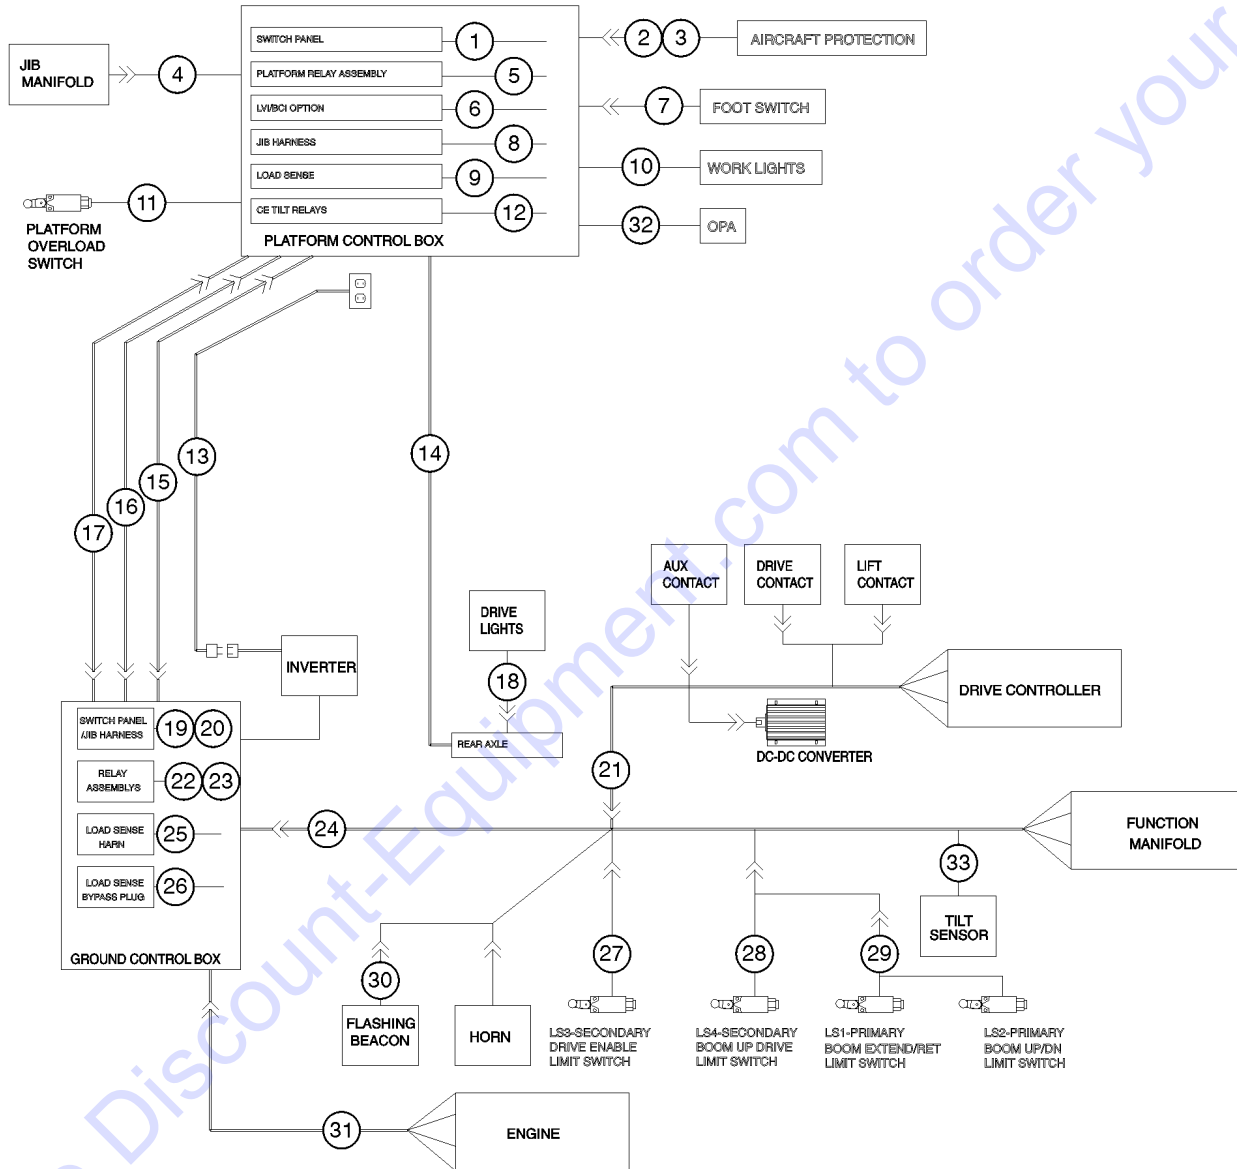 SWITCH PANEL
1
2
3
AIRCRAFT PROTECTION
JIB
MANIFOLD
4
PLATFORM RELAY ASSEMBLY
5
LVI/BCI OPTION
6
7
FOOT SWITCH
JIB HARNESS
8
LOAD SENSE
9
10
WORK LIGHTS
11
CE TILT RELAYS
12
32
OPA
PLATFORM
OVERLOAD
SWITCH
PLATFORM CONTROL BOX
13
14
15
16
17
AUX
CONTACT
DRIVE
CONTACT
LIFT
CONTACT
DRIVE
LIGHTS
INVERTER
18
DRIVE CONTROLLER
SWITCH PANEL
/JIB HARNESS
19
20
REAR AXLE
DC-DC CONVERTER
RELAY
ASSEMBLYS
22
23
21
LOAD SENSE
HARN
25
24
FUNCTION
MANIFOLD
LOAD SENSE
BYPASS PLUG
26
33
TILT
SENSOR
GROUND CONTROL BOX
27
28
29
30
FLASHING
BEACON
HORN
LS3-SECONDARY
DRIVE ENABLE
LIMIT SWITCH
LS4-SECONDARY
BOOM UP DRIVE
LIMIT SWITCH
LS1-PRIMARY
BOOM EXTEND/RET
LIMIT SWITCH
LS2-PRIMARY
BOOM UP/DN
LIMIT SWITCH
31
ENGINE
Discount-Equipment.com to order your